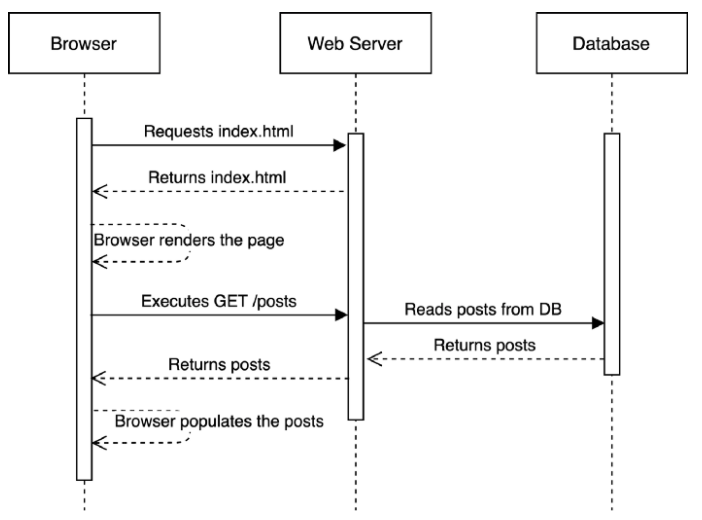 Browser
Web Server
Database
Requests index.html
Returns index.html
Browser renders the page
Executes GET /posts
Reads posts from DB
Returns posts
Returns posts
Browser populates the posts